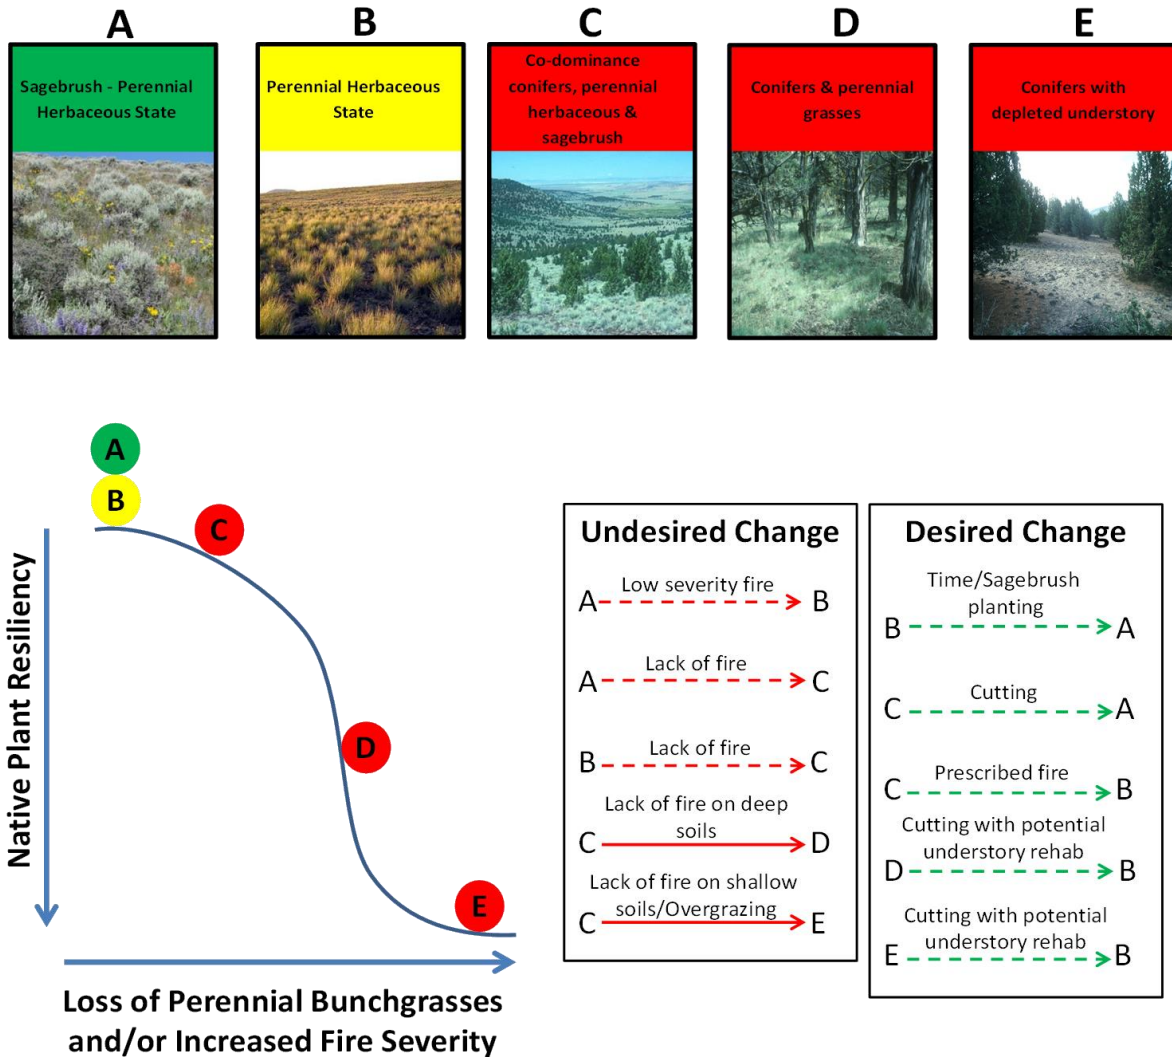 A
B
C
D
E
Sagebrush - Perennial
Herbaceous State
Perennial Herbaceous
State
Co-dominance
conifers, perennial
herbaceous &
sagebrush
Conifers & perennial
grasses
Conifers with
depleted understory
A
B
C
D
E
Native Plant Resiliency
Loss of Perennial Bunchgrasses
and/or Increased Fire Severity
Undesired Change
Low severity fire
A B
Lack of fire
A C
Lack of fire
B C
Lack of fire on deep
soils
C D
Lack of fire on shallow
soils/Overgrazing
C E
Desired Change
Time/Sagebrush
planting
B A
Cutting
C A
Prescribed fire
C B
Cutting with potential
understory rehab
D B
Cutting with potential
understory rehab
E B